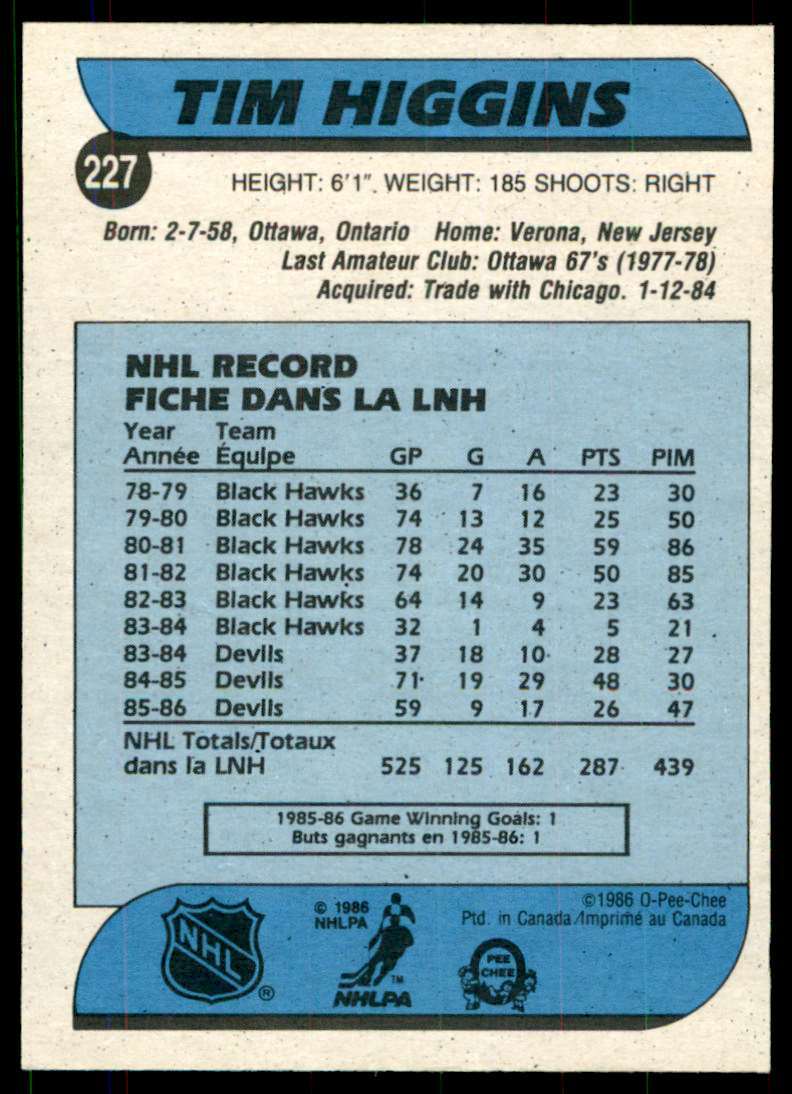 TIM HIGGINS
227
HEIGHT: 6'1". WEIGHT: 185 SHOOTS: RIGHT
Born: 2-7-58, Ottawa, Ontario Home: Verona, New Jersey
Last Amateur Club: Ottawa 67's (1977-78)
Acquired: Trade with Chicago. 1-12-84
NHL RECORD
FICHE DANS LA LNH
Year Team
Année Équipe GP G A PTS PIM
78-79 Black Hawks 36 7 16 23 30
79-80 Black Hawks 74 13 12 25 50
80-81 Black Hawks 78 24 35 59 86
81-82 Black Hawks 74 20 30 50 85
82-83 Black Hawks 64 14 9 23 63
83-84 Black Hawks 32 1 4 5 21
83-84 Devils 37 18 10 28 27
84-85 Devils 71 19 29 48 30
85-86 Devils 59 9 17 26 47
NHL Totals/Totaux
dans la LNH 525 125 162 287 439
1985-86 Game Winning Goals: 1
Buts gagnants en 1985-86: 1
NHL
®
© 1986
NHLPA
TM
NHLPA
©1986 O-Pee-Chee
Ptd. in Canada/Imprimé au Canada
PEE
CHEE